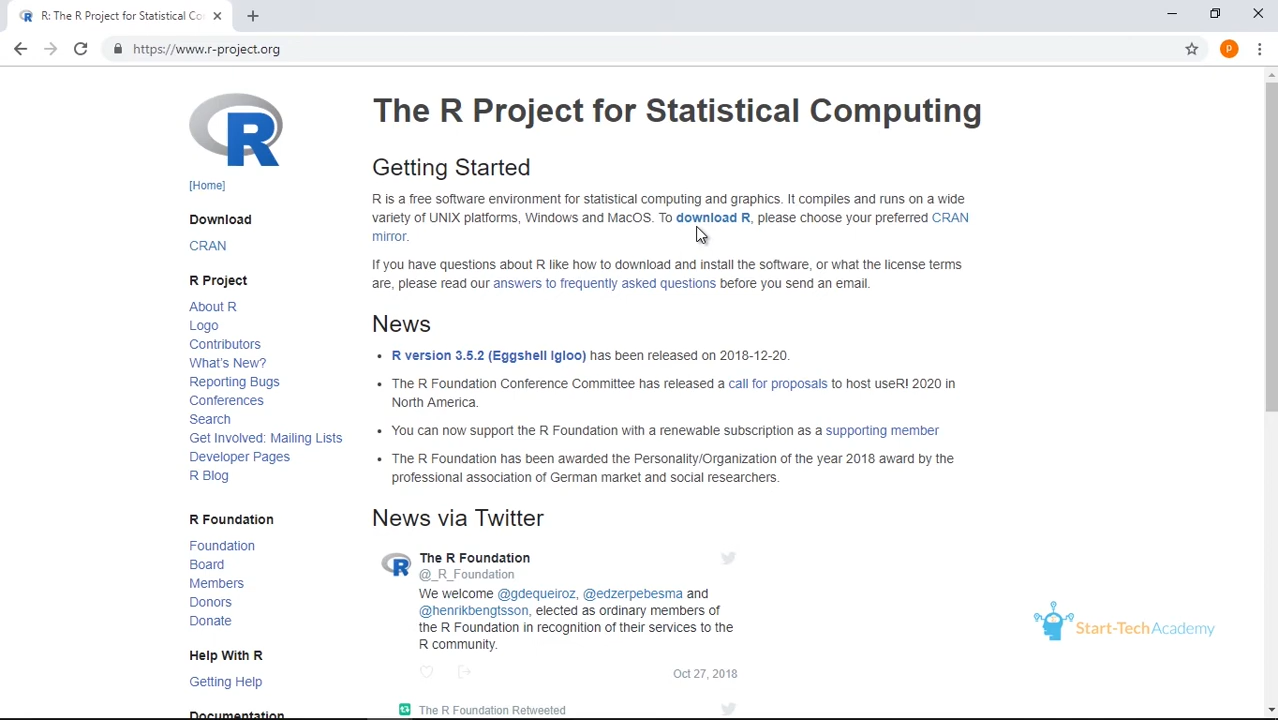 R: The R Project for Statistical Co
https://www.r-project.org
P
R
[Home]
Download
CRAN
R Project
About R
Logo
Contributors
What's New?
Reporting Bugs
Conferences
Search
Get Involved: Mailing Lists
Developer Pages
R Blog
R Foundation
Foundation
Board
Members
Donors
Donate
Help With R
Getting Help
Documentation
The R Project for Statistical Computing
Getting Started
R is a free software environment for statistical computing and graphics. It compiles and runs on a wide
variety of UNIX platforms, Windows and MacOS. To download R, please choose your preferred CRAN
mirror.
If you have questions about R like how to download and install the software, or what the license terms
are, please read our answers to frequently asked questions before you send an email.
News
• R version 3.5.2 (Eggshell Igloo) has been released on 2018-12-20.
• The R Foundation Conference Committee has released a call for proposals to host useR! 2020 in
North America.
• You can now support the R Foundation with a renewable subscription as a supporting member
• The R Foundation has been awarded the Personality/Organization of the year 2018 award by the
professional association of German market and social researchers.
News via Twitter
R
The R Foundation
@_R_Foundation
We welcome @gdequeiroz, @edzerpebesma and
@henrikbengtsson, elected as ordinary members of
the R Foundation in recognition of their services to the
R community.
Oct 27, 2018
The R Foundation Retweeted
Start-TechAcademy